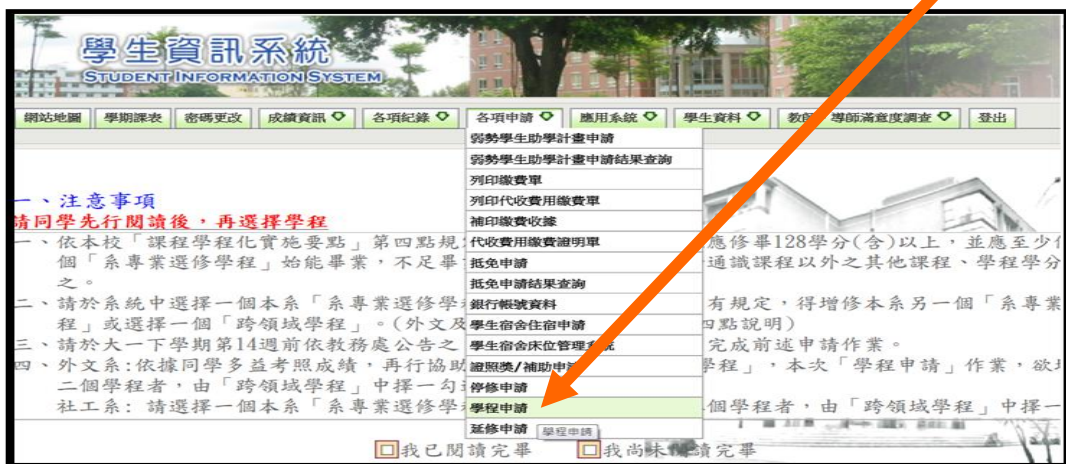 學生資訊系統
STUDENT INFORMATION SYSTEM
網站地圖 學期課表 密碼更改 成績資訊 各項紀錄 各項申請 應用系統 學生資料 教師 導師滿意度調查 登出
弱勢學生助學計畫申請
弱勢學生助學計畫申請結果查詢
列印繳費單
列印代收費用繳費單
補印繳費收據
代收費用繳費證明單
抵免申請
抵免申請結果查詢
銀行帳號資料
學生宿舍住宿申請
學生宿舍床位管理系統
證照獎/補助申
停修申請
學程申請
延修申請
學程申請
一、注意事項
請同學先行閱讀後,再選擇學程
一、依本校「課程學程化實施要點」第四點規 應修畢128學分(含)以上,並應至少
個「系專業選修學程」始能畢業,不足畢 通識課程以外之其他課程、學程學分
之。
二、請於系統中選擇一個本系「系專業選修學 有規定,得增修本系另一個「系專業
程」或選擇一個「跨領域學程」。(外文及 四點說明)
三、請於大一下學期第14週前依教務處公告之 完成前述申請作業。
四、外文系:依據同學多益考照成績,再行協助 學程」,本次「學程申請」作業,欲
二個學程者,由「跨領域學程」中擇一勾
社工系: 請選擇一個本系「系專業選修學 個學程者,由「跨領域學程」中擇一
我已閱讀完畢 我尚未閱讀完畢